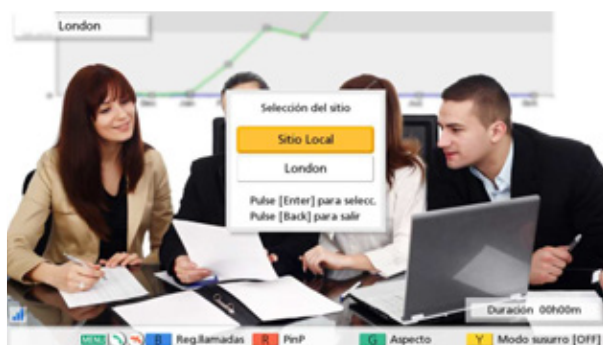 London
Selección del sitio
Sitio Local
London
Pulse [Enter] para selecc.
Pulse [Back] para salir
Duración 00h00m
MENU B Reg.llamadas R PinP G Aspecto Y Modo susurro [OFF]